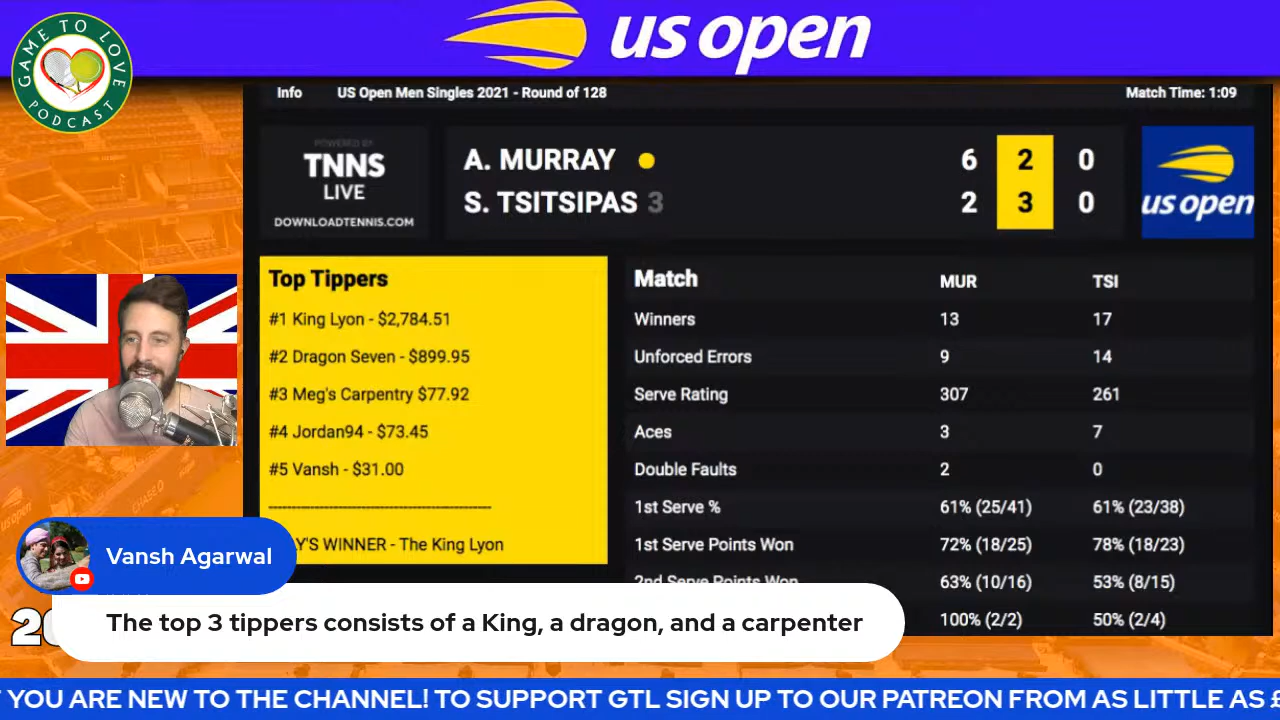 GAME TO LOVE PODCAST
us open
Info US Open Men Singles 2021 - Round of 128 Match Time: 1:09
POWERED BY
TNNS
LIVE
DOWNLOADTENNIS.COM
A. MURRAY 6 2 0
S. TSITSIPAS 3 2 3 0
us open
Top Tippers
#1 King Lyon - $2,784.51
#2 Dragon Seven - $899.95
#3 Meg's Carpentry $77.92
#4 Jordan94 - $73.45
#5 Vansh - $31.00
Y'S WINNER - The King Lyon
Match MUR TSI
Winners 13 17
Unforced Errors 9 14
Serve Rating 307 261
Aces 3 7
Double Faults 2 0
1st Serve % 61% (25/41) 61% (23/38)
1st Serve Points Won 72% (18/25) 78% (18/23)
2nd Serve Points Won 63% (10/16) 53% (8/15)
100% (2/2) 50% (2/4)
Vansh Agarwal
The top 3 tippers consists of a King, a dragon, and a carpenter
YOU ARE NEW TO THE CHANNEL! TO SUPPORT GTL SIGN UP TO OUR PATREON FROM AS LITTLE AS £